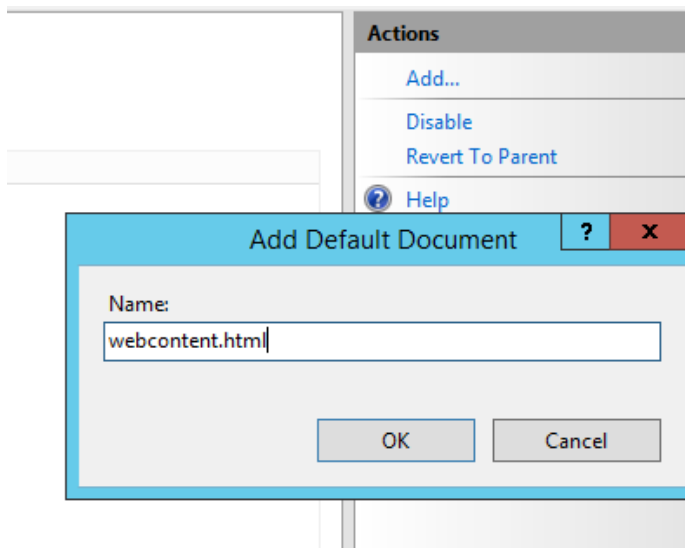 Actions
Add...
Disable
Revert To Parent
? Help
Add Default Document
? x
Name:
webcontent.html
OK
Cancel